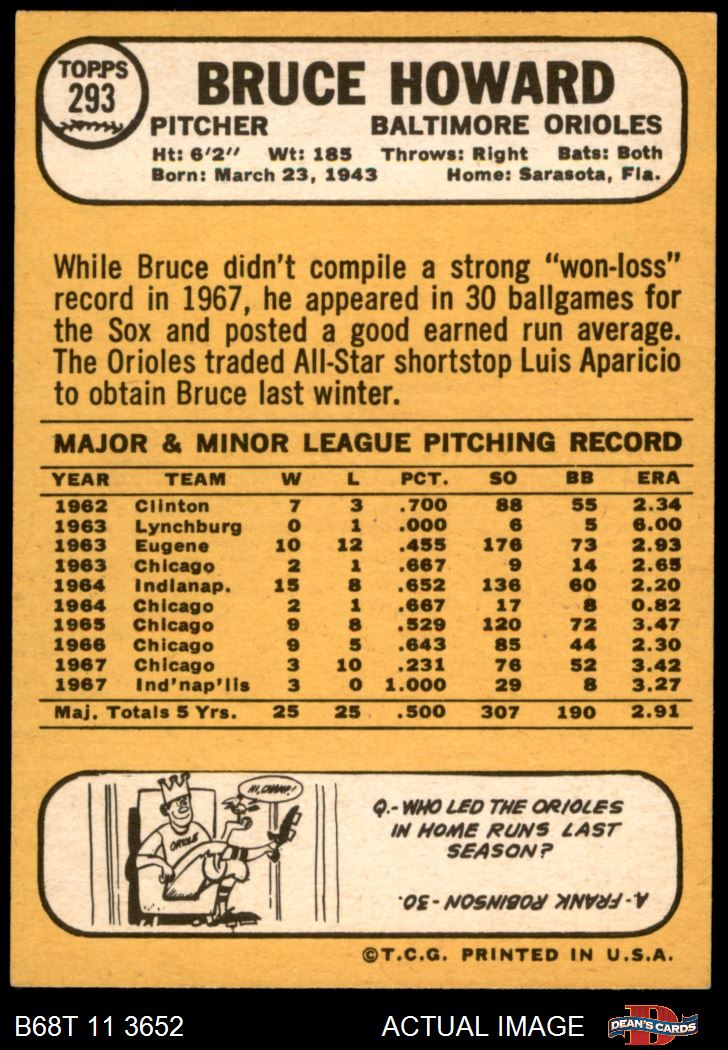 TOPPS
293
BRUCE HOWARD
PITCHER BALTIMORE ORIOLES
Ht: 6'2" Wt: 185 Throws: Right Bats: Both
Born: March 23, 1943 Home: Sarasota, Fla.
While Bruce didn't compile a strong "won-loss"
record in 1967, he appeared in 30 ballgames for
the Sox and posted a good earned run average.
The Orioles traded All-Star shortstop Luis Aparicio
to obtain Bruce last winter.
MAJOR & MINOR LEAGUE PITCHING RECORD
YEAR TEAM W L PCT. SO BB ERA
1962 Clinton 7 3 .700 88 55 2.34
1963 Lynchburg 0 1 .000 6 5 6.00
1963 Eugene 10 12 .455 176 73 2.93
1963 Chicago 2 1 .667 9 14 2.65
1964 Indianap. 15 8 .652 136 60 2.20
1964 Chicago 2 1 .667 17 8 0.82
1965 Chicago 9 8 .529 120 72 3.47
1966 Chicago 9 5 .643 85 44 2.30
1967 Chicago 3 10 .231 76 52 3.42
1967 Ind'nap'lis 3 0 1.000 29 8 3.27
Maj. Totals 5 Yrs. 25 25 .500 307 190 2.91
HI, CHAMP!
ORIOLE
Q.-WHO LED THE ORIOLES
IN HOME RUNS LAST
SEASON?
A-FRANK ROBINSON-30.
©T.C.G. PRINTED IN U.S.A.
B68T 11 3652 ACTUAL IMAGE
D
DEAN'S CARDS